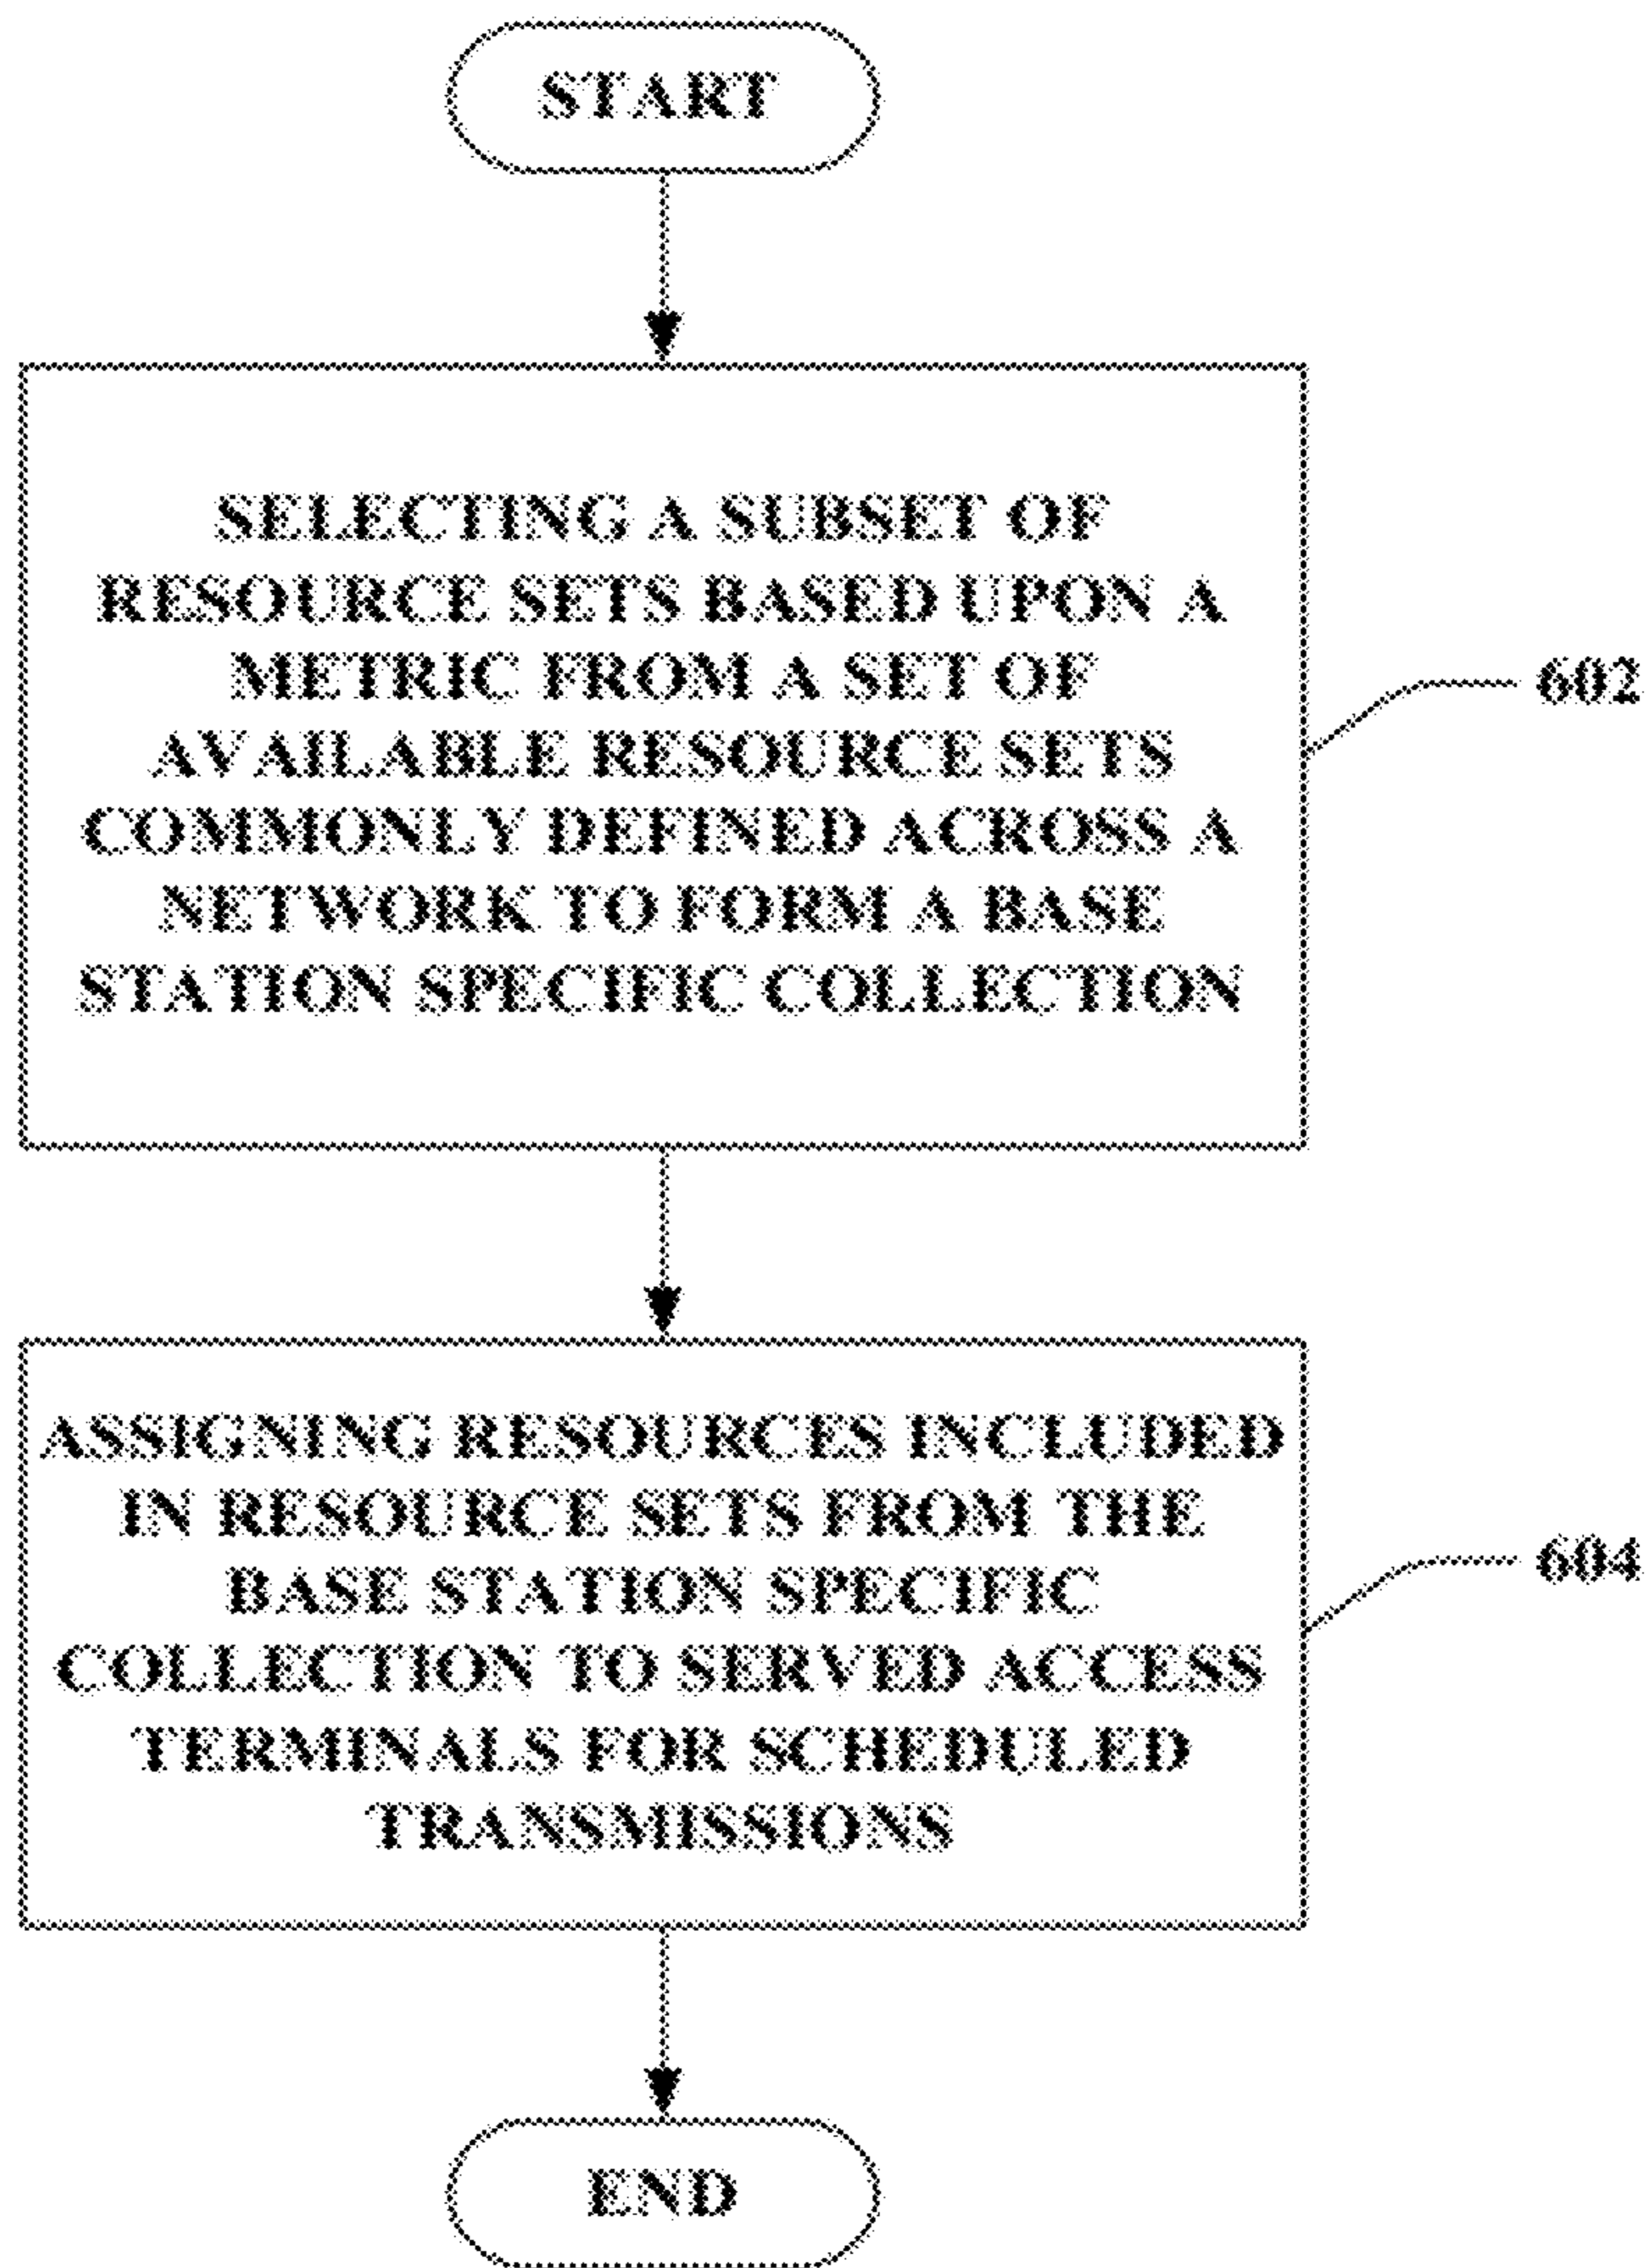 START
SELECTING A SUBSET OF
RESOURCE SETS BASED UPON A
METRIC FROM A SET OF
AVAILABLE RESOURCE SETS
COMMONLY DEFINED ACROSS A
NETWORK TO FORM A BASE
STATION SPECIFIC COLLECTION
602
ASSIGNING RESOURCES INCLUDED
IN RESOURCE SETS FROM THE
BASE STATION SPECIFIC
COLLECTION TO SERVED ACCESS
TERMINALS FOR SCHEDULED
TRANSMISSIONS
604
END